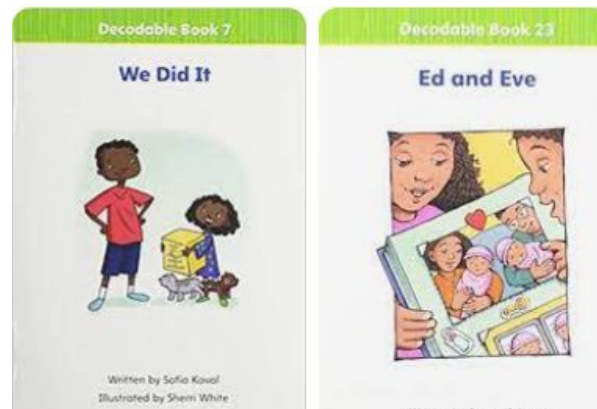 Decodable Book 7
We Did It
Written by Sofia Koval
Illustrated by Sherri White
Decodable Book 23
Ed and Eve